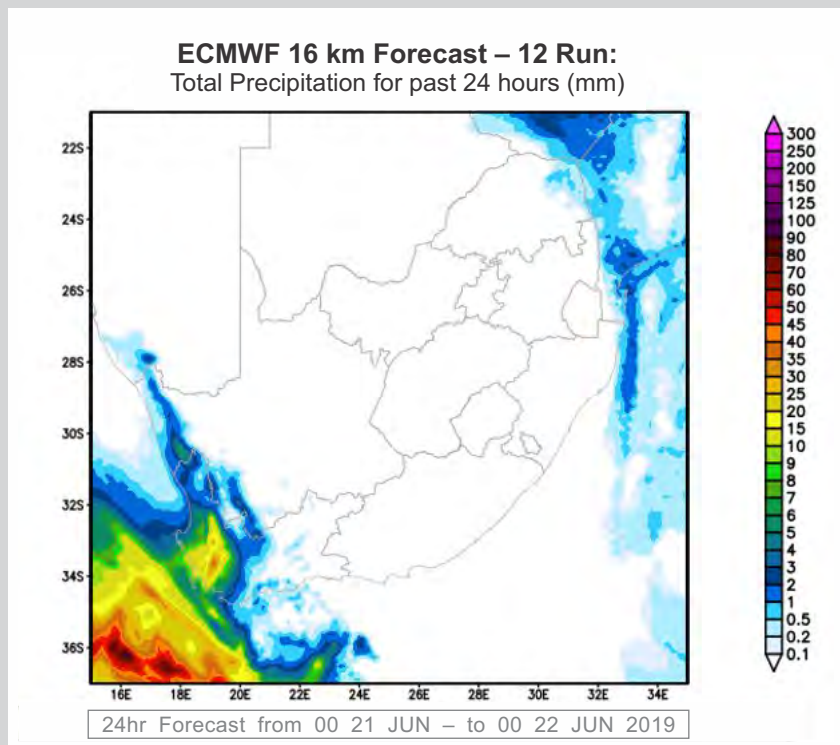 ECMWF 16 km Forecast – 12 Run:
Total Precipitation for past 24 hours (mm)
22S
24S
26S
28S
30S
32S
34S
36S
16E 18E 20E 22E 24E 26E 28E 30E 32E 34E
300
250
200
150
125
100
90
80
70
60
50
45
40
35
30
25
20
15
10
9
8
7
6
5
4
3
2
1
0.5
0.2
0.1
24hr Forecast from 00 21 JUN – to 00 22 JUN 2019